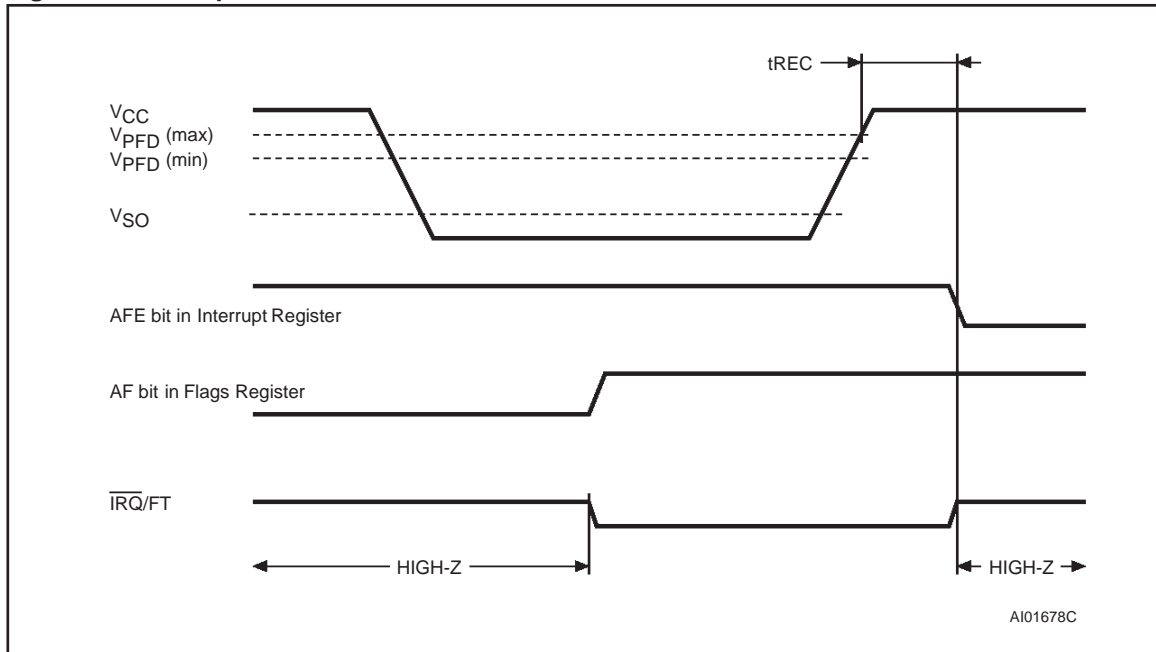 tREC
VCC
VPFD (max)
VPFD (min)
VSO
AFE bit in Interrupt Register
AF bit in Flags Register
IRQ/FT
HIGH-Z
HIGH-Z
AI01678C